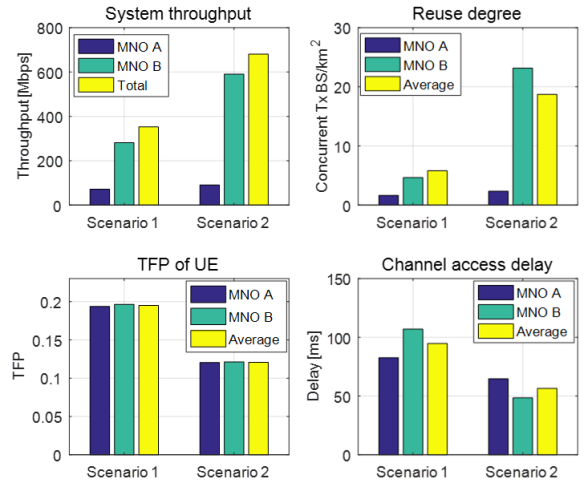 System throughput
800
600
400
200
0
Throughput [Mbps]
MNO A
MNO B
Total
Scenario 1
Scenario 2
Reuse degree
30
20
10
0
Concurrent Tx BS/km²
MNO A
MNO B
Average
Scenario 1
Scenario 2
TFP of UE
0.2
0.15
0.1
0.05
0
TFP
MNO A
MNO B
Average
Scenario 1
Scenario 2
Channel access delay
150
100
50
0
Delay [ms]
MNO A
MNO B
Average
Scenario 1
Scenario 2